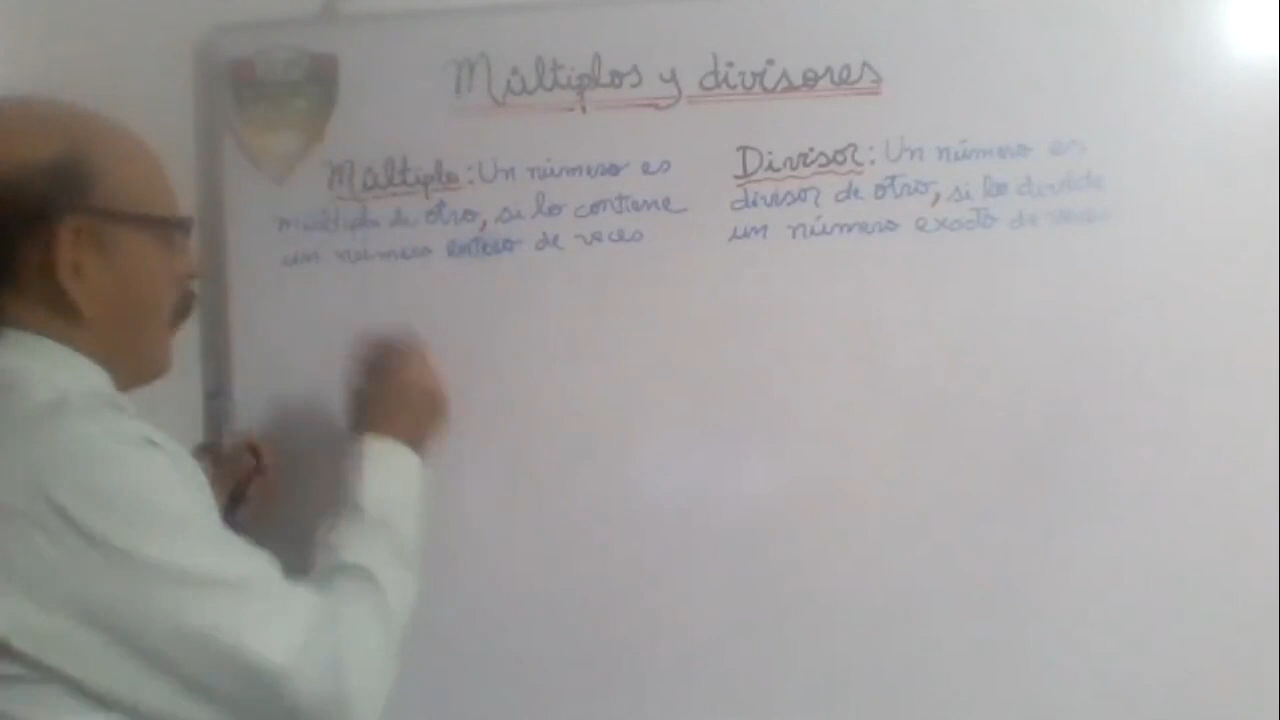 Múltiplos y divisores
Múltiplo: Un número es
múltiplo de otro, si lo contiene
un número entero de veces
Divisor: Un número es
divisor de otro, si lo divide
un número exacto de veces